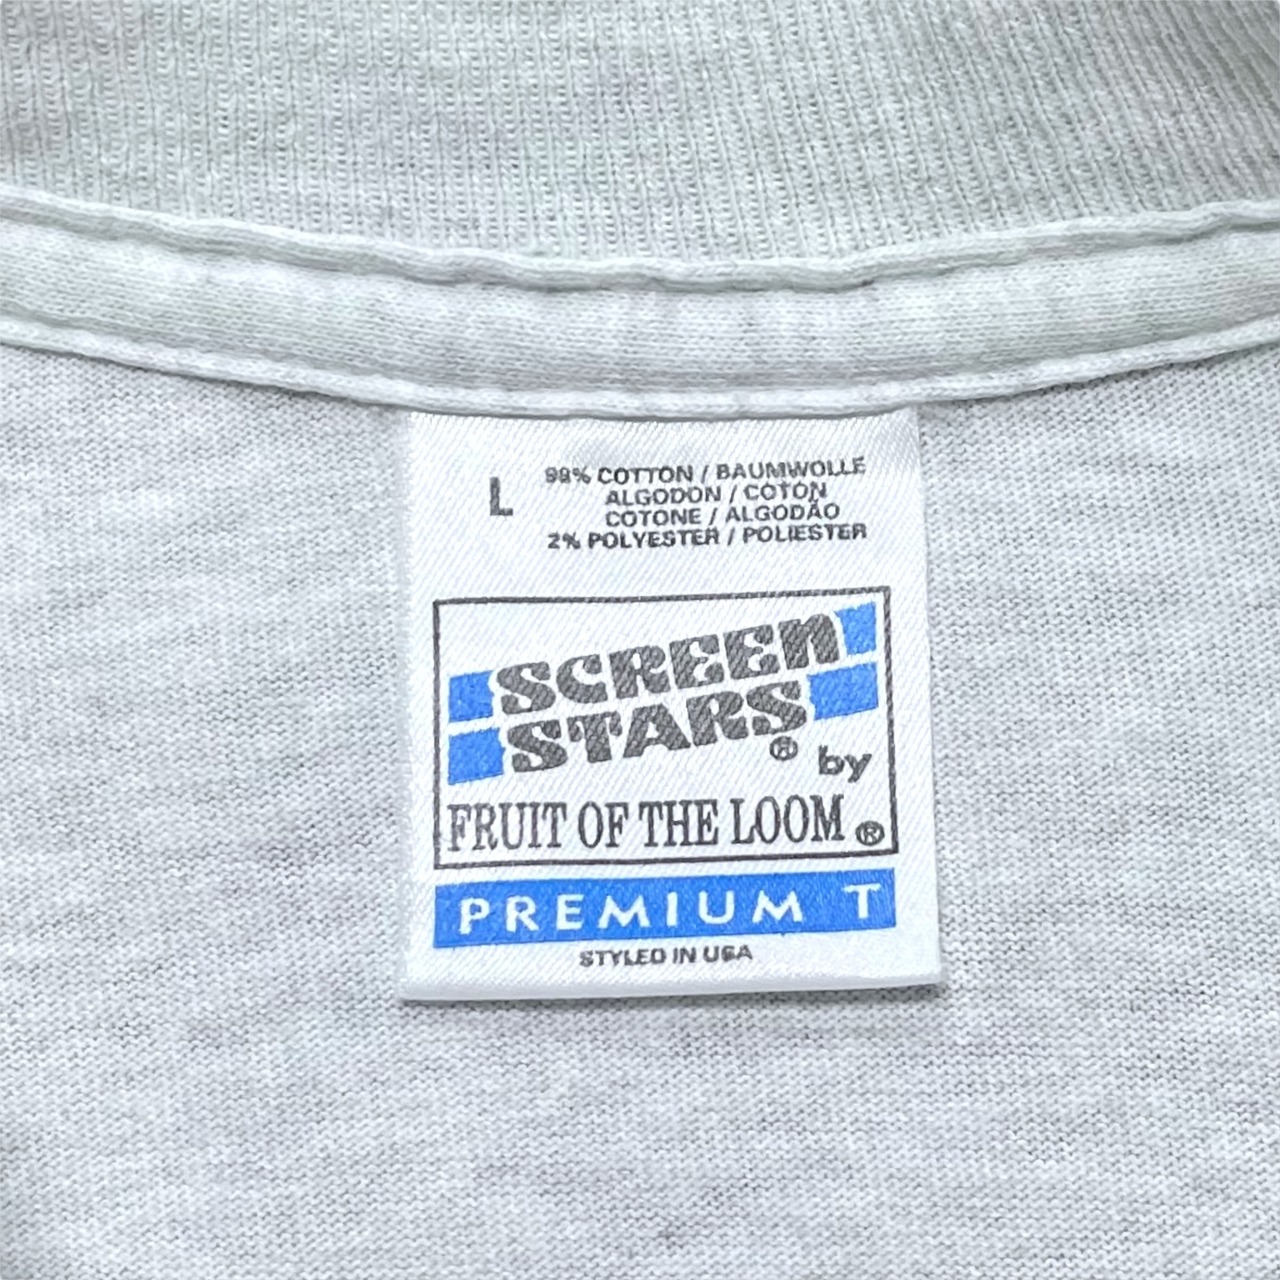 L
98% COTTON / BAUMWOLLE
ALGODON / COTON
COTONE / ALGODÃO
2% POLYESTER / POLIESTER
SCREEN
STARS® by
FRUIT OF THE LOOM®
PREMIUM T
STYLED IN USA